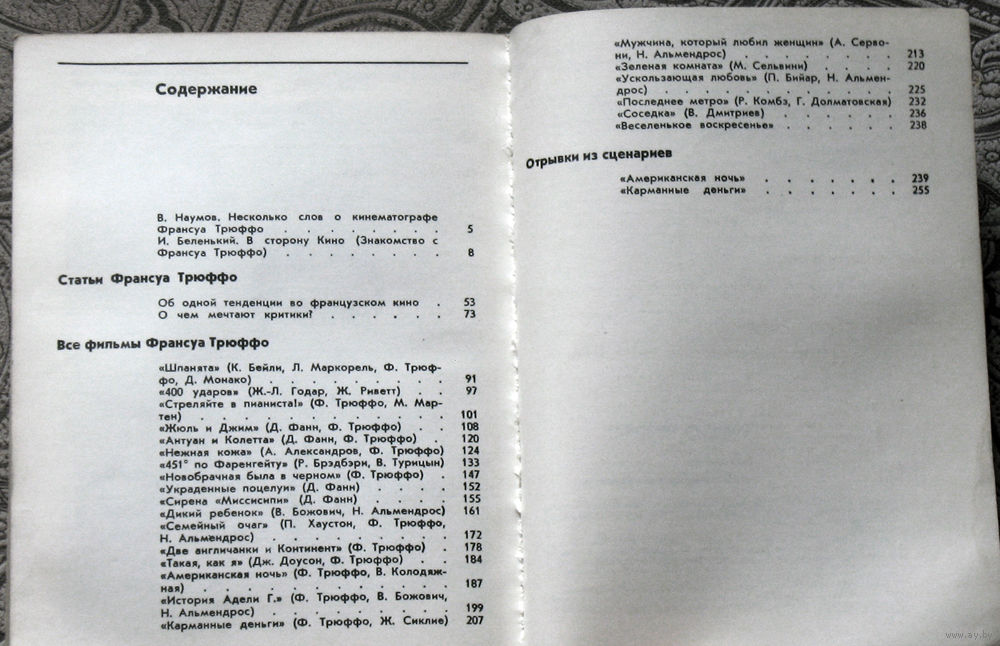 Содержание
В. Наумов. Несколько слов о кинематографе
Франсуа Трюффо . . . . . . . . 5
И. Беленький. В сторону Кино (Знакомство с
Франсуа Трюффо) . . . . . . . . 8
Статьи Франсуа Трюффо
Об одной тенденции во французском кино . 53
О чем мечтают критики? . . . . . . 73
Все фильмы Франсуа Трюффо
«Шпанята» (К. Бейли, Л. Маркорель, Ф. Трюф-
фо, Д. Монако) . . . . . . . . 91
«400 ударов» (Ж.-Л. Годар, Ж. Риветт) . . 97
«Стреляйте в пианиста!» (Ф. Трюффо, М. Мар-
тен) . . . . . . . . . . . 101
«Жюль и Джим» (Д. Фанн, Ф. Трюффо) . . 108
«Антуан и Колетта» (Д. Фанн, Ф. Трюффо) . 120
«Нежная кожа» (А. Александров, Ф. Трюффо) 124
«451° по Фаренгейту» (Р. Брэдбери, В. Турицын) 133
«Новобрачная была в черном» (Ф. Трюффо) . 147
«Украденные поцелуи» (Д. Фанн) . . . . 152
«Сирена «Миссисипи» (Д. Фанн) . . . . 155
«Дикий ребенок» (В. Божович, Н. Альмендрос) 161
«Семейный очаг» (П. Хаустон, Ф. Трюффо,
Н. Альмендрос) . . . . . . . . 172
«Две англичанки и Континент» (Ф. Трюффо) . 178
«Такая, как я» (Дж. Доусон, Ф. Трюффо) . . 184
«Американская ночь» (Ф. Трюффо, В. Колодяж-
ная) . . . . . . . . . . . 187
«История Адели Г.» (Ф. Трюффо, В. Божович,
Н. Альмендрос) . . . . . . . . 199
«Карманные деньги» (Ф. Трюффо, Ж. Сиклие) 207
«Мужчина, который любил женщин» (А. Серво-
ни, Н. Альмендрос) . . . . . . . 213
«Зеленая комната» (М. Сельвини) . . . . 220
«Ускользающая любовь» (П. Бийар, Н. Альмен-
дрос) . . . . . . . . . . . 225
«Последнее метро» (Р. Комбз, Г. Долматовская) 232
«Соседка» (В. Дмитриев) . . . . . . 236
«Веселенькое воскресенье» . . . . . . 238
Отрывки из сценариев
«Американская ночь» . . . . . . . 239
«Карманные деньги» . . . . . . . 255
www.ay.by